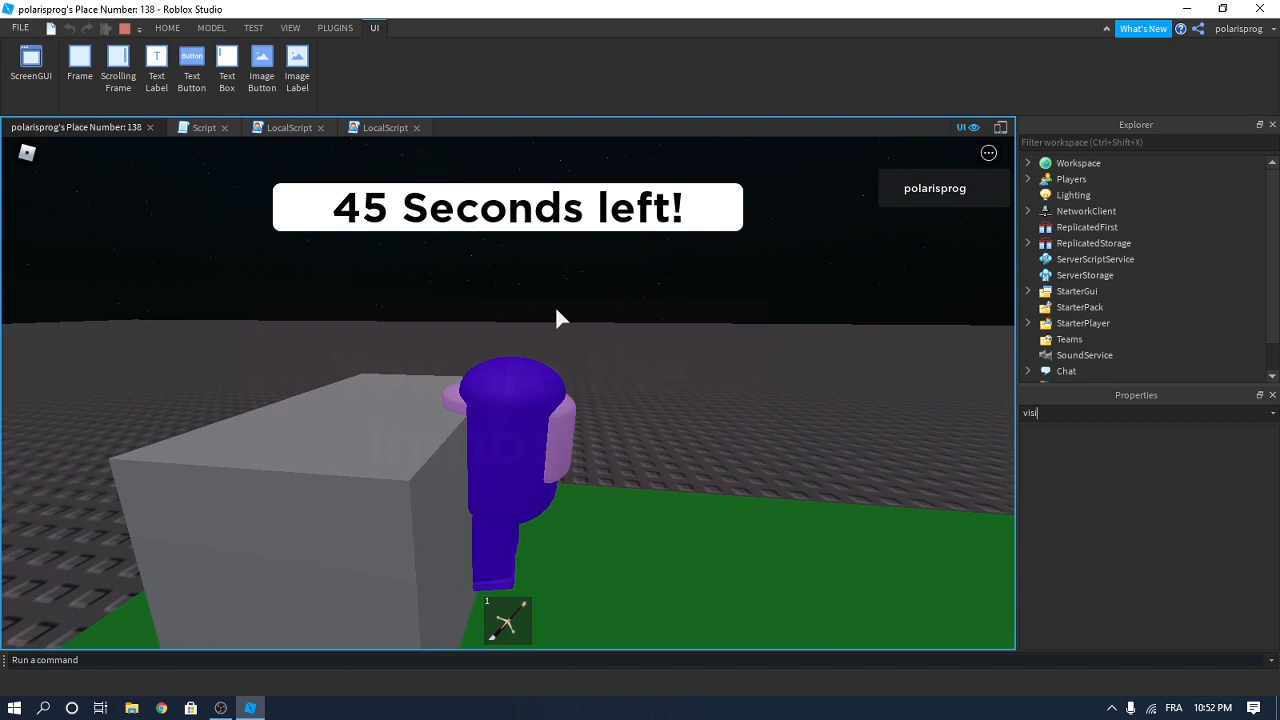 polarisprog's Place Number: 138 - Roblox Studio
FILE HOME MODEL TEST VIEW PLUGINS UI What's New polarisprog
ScreenGUI
Frame
Scrolling
Frame
Text
Label
Button
Text
Button
Text
Box
Image
Button
Image
Label
polarisprog's Place Number: 138 Script LocalScript LocalScript UI
45 Seconds left!
polarisprog
1
Explorer
Filter workspace (Ctrl+Shift+X)
Workspace
Players
Lighting
NetworkClient
ReplicatedFirst
ReplicatedStorage
ServerScriptService
ServerStorage
StarterGui
StarterPack
StarterPlayer
Teams
SoundService
Chat
Properties
visi
Run a command
FRA 10:52 PM